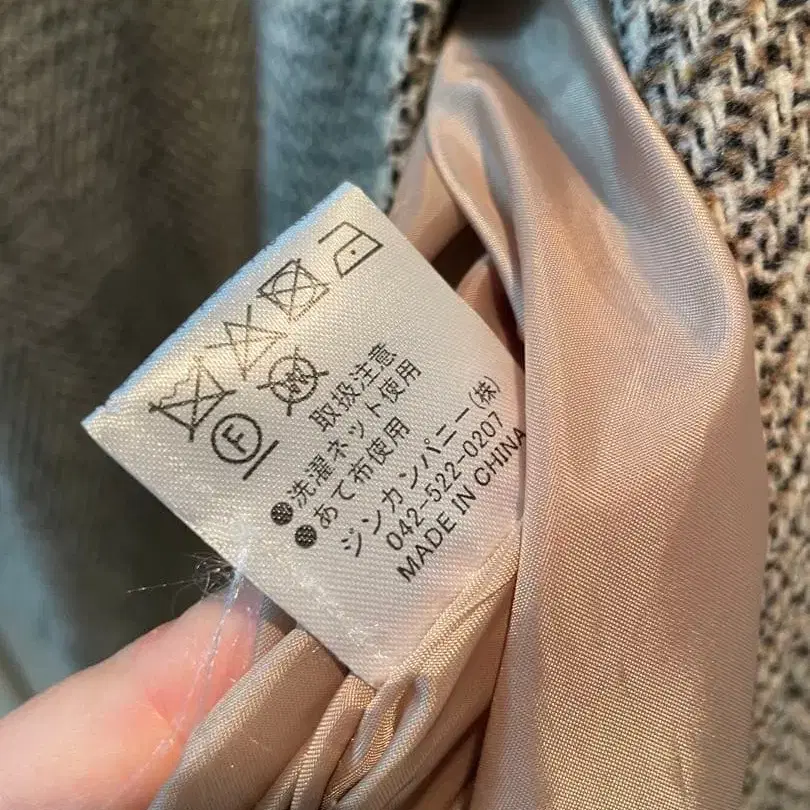 Ⓕ
取扱注意
●洗濯ネット使用
●あて布使用
ジンカンパニー(株)
042-522-0207
MADE IN CHINA